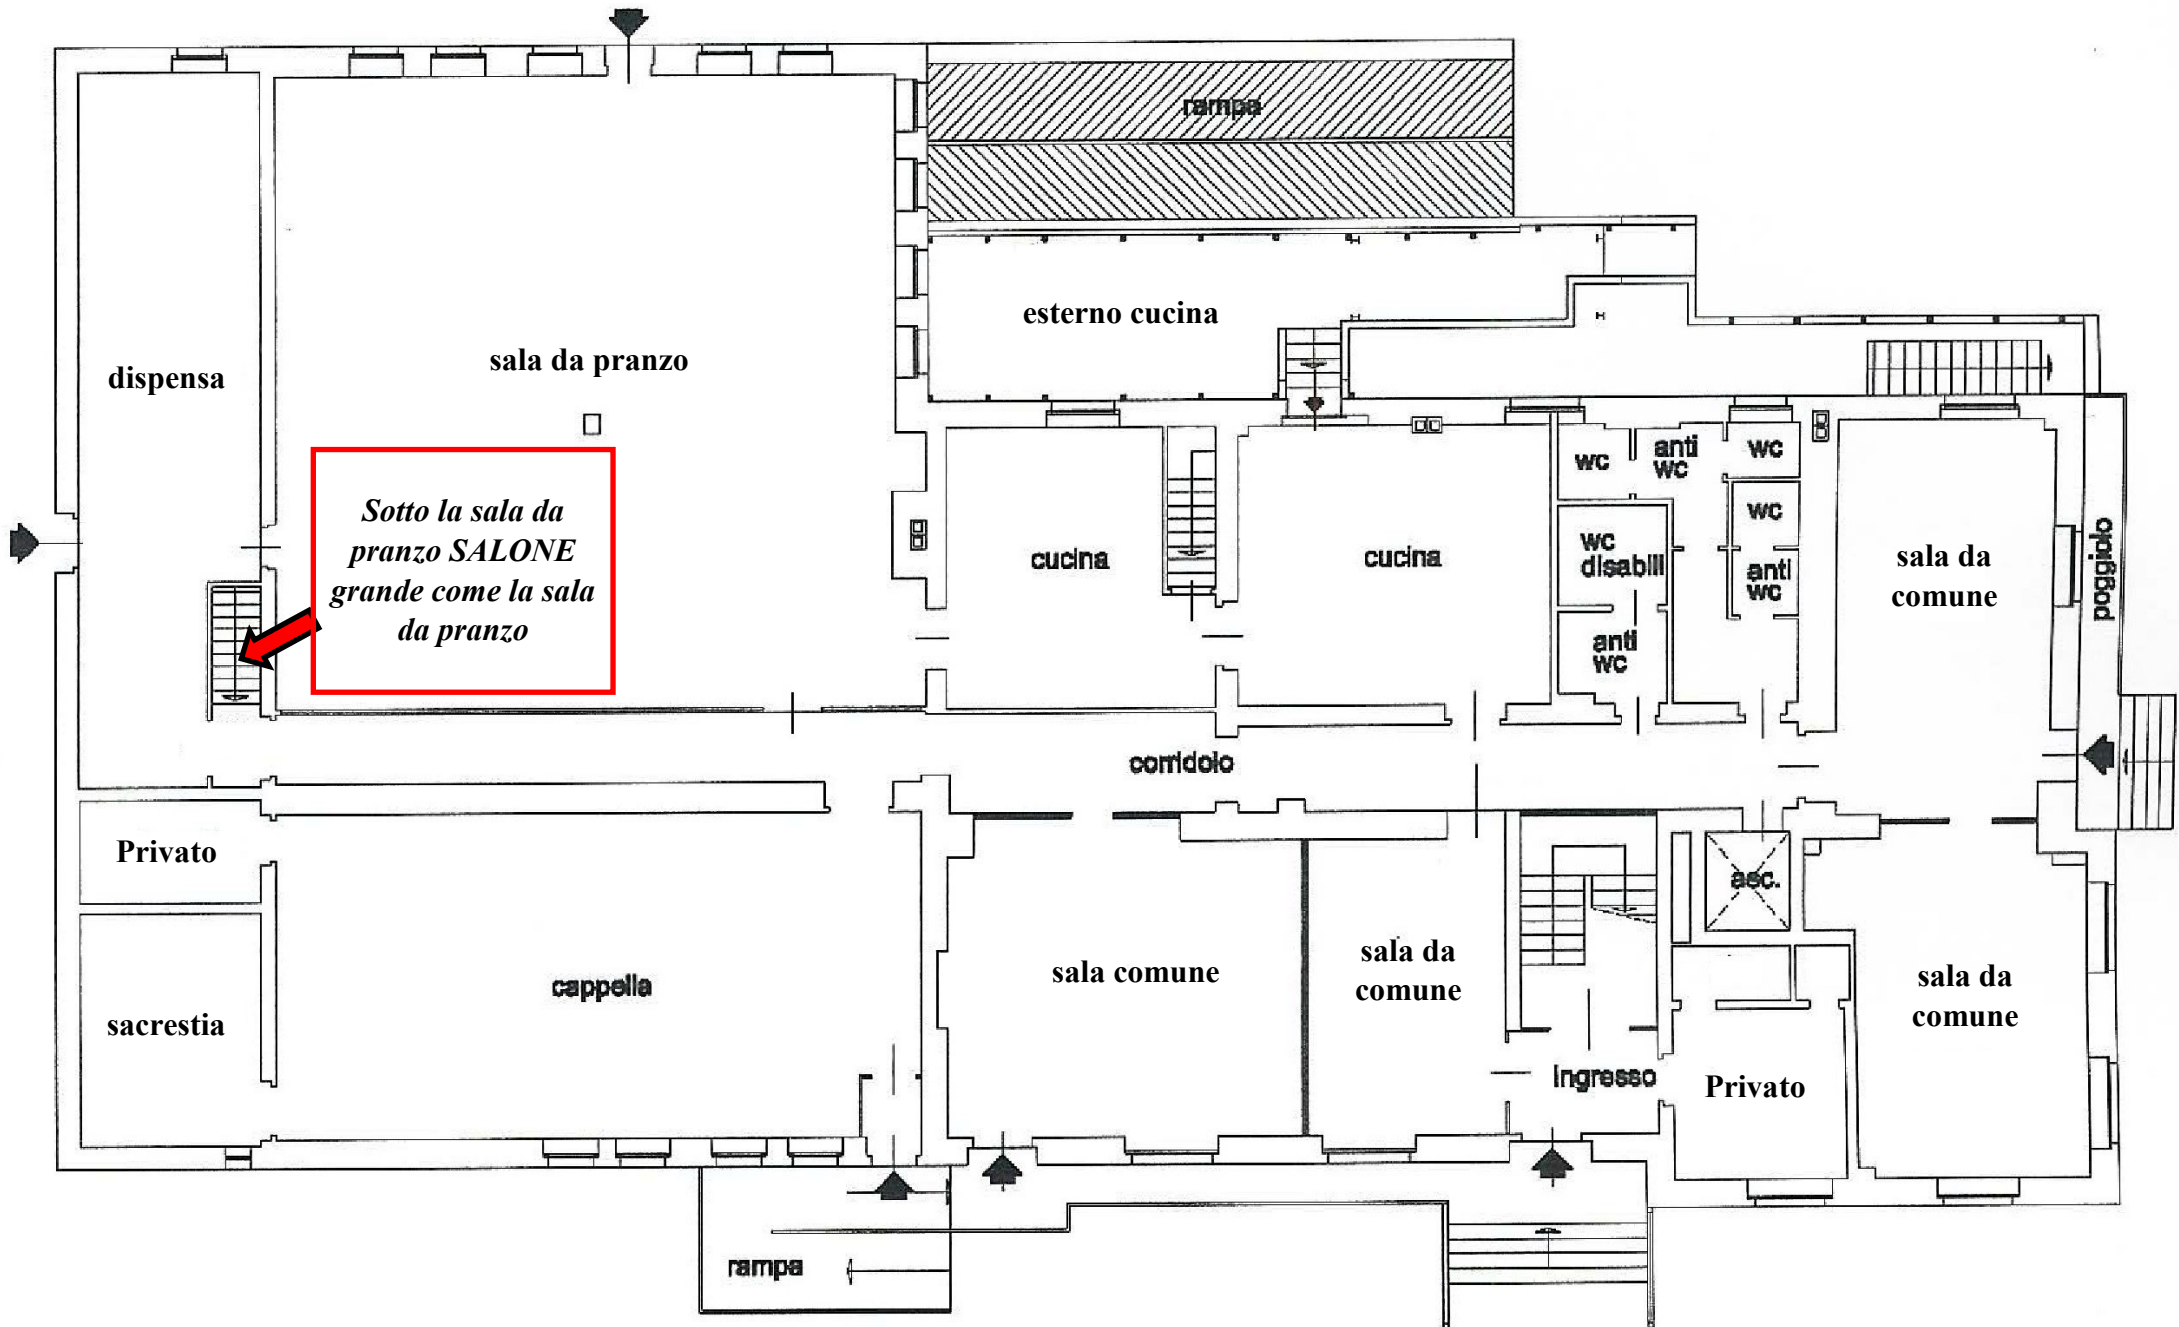 rampa
esterno cucina
sala da pranzo
dispensa
Sotto la sala da
pranzo SALONE
grande come la sala
da pranzo
cucina
cucina
wc
anti
wc
wc
wc
wc
disabili
anti
wc
anti
wc
sala da
comune
poggiolo
corridoio
Privato
sacrestia
cappella
sala comune
sala da
comune
asc.
ingresso
Privato
sala da
comune
rampa